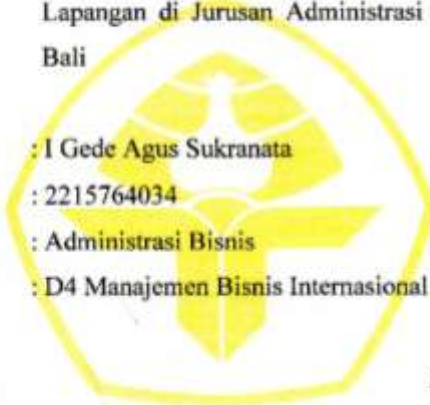 Lapangan di Jurusan Administrasi
Bali
: I Gede Agus Sukranata
: 2215764034
: Administrasi Bisnis
: D4 Manajemen Bisnis Internasional